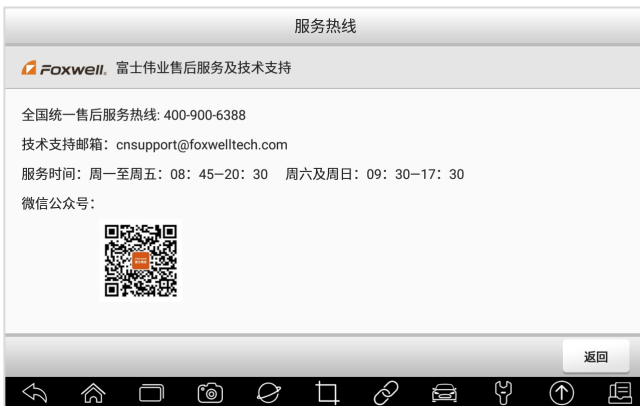 服务热线
Foxwell. 富士伟业售后服务及技术支持
全国统一售后服务热线: 400-900-6388
技术支持邮箱：cnsupport@foxwelltech.com
服务时间：周一至周五：08：45—20：30 周六及周日：09：30—17：30
微信公众号：
返回